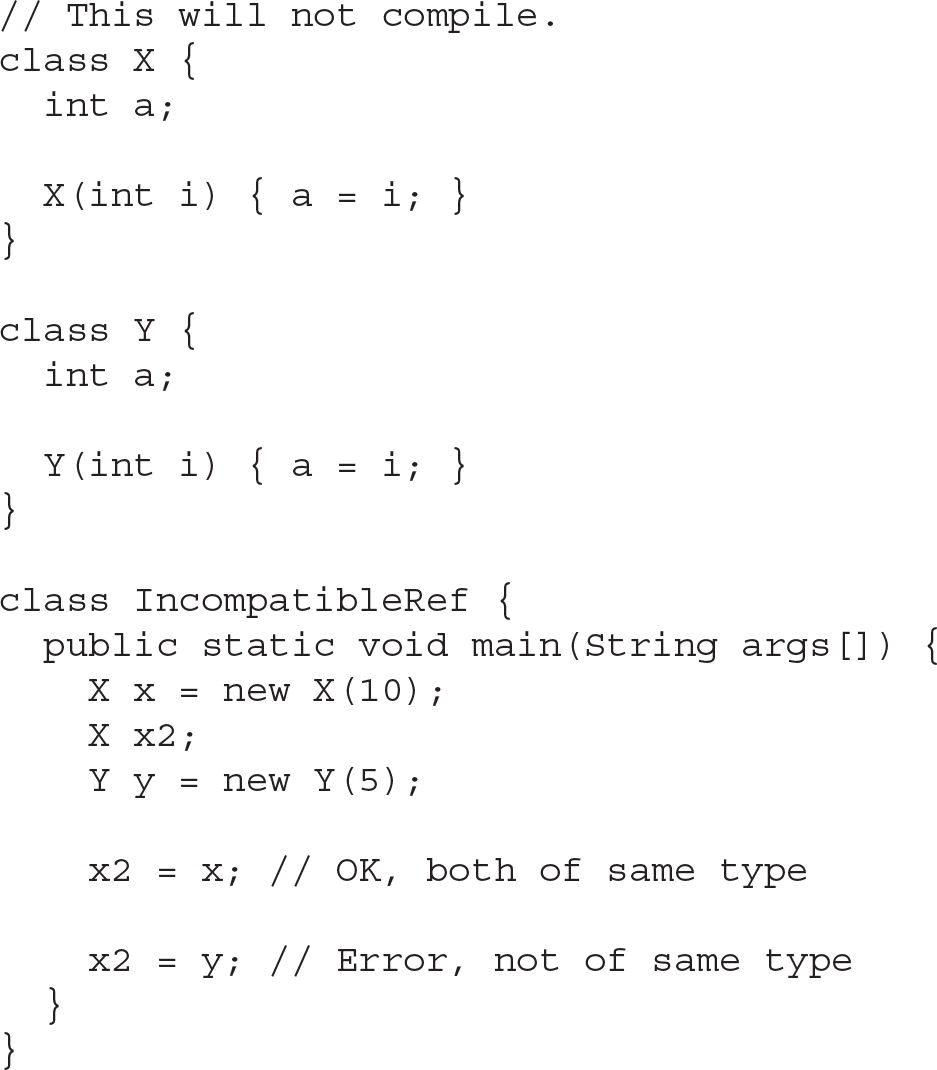 // This will not compile.
class X {
  int a;

  X(int i) { a = i; }
}

class Y {
  int a;

  Y(int i) { a = i; }
}

class IncompatibleRef {
  public static void main(String args[]) {
    X x = new X(10);
    X x2;
    Y y = new Y(5);

    x2 = x; // OK, both of same type

    x2 = y; // Error, not of same type
  }
}